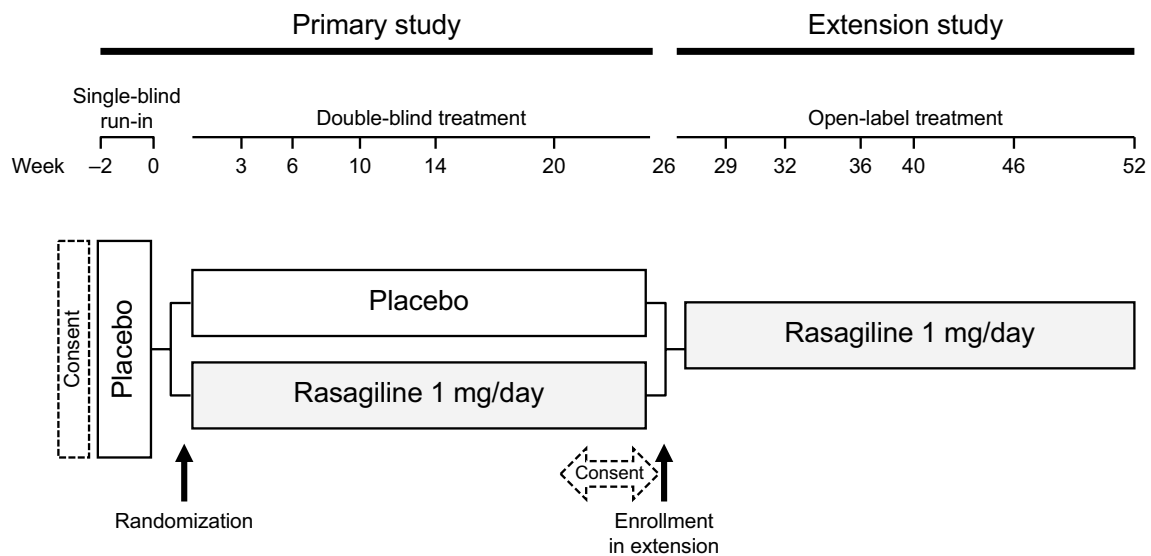 Primary study
Extension study
Single-blind
run-in
Double-blind treatment
Open-label treatment
Week –2 0 3 6 10 14 20 26 29 32 36 40 46 52
Consent
Placebo
Placebo
Rasagiline 1 mg/day
Rasagiline 1 mg/day
Consent
Randomization
Enrollment
in extension